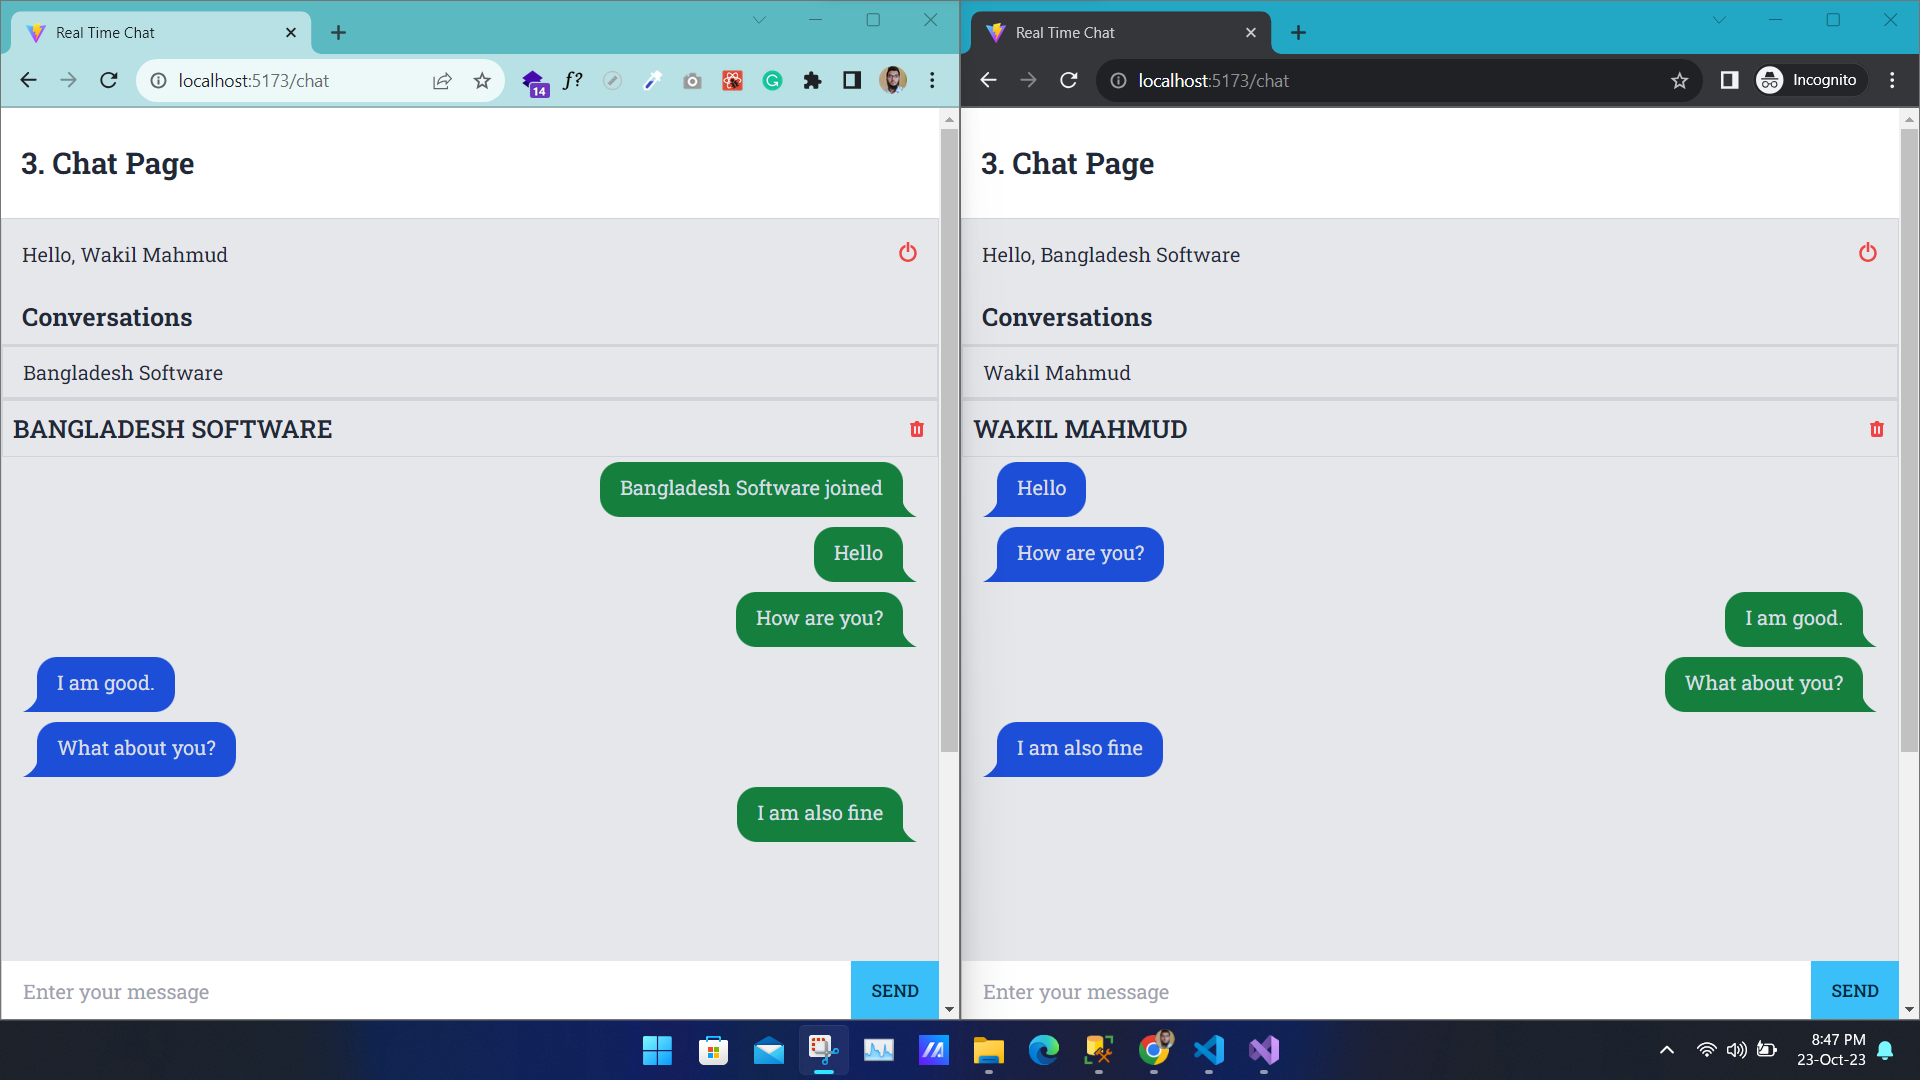 Real Time Chat
localhost:5173/chat
f?
14
3. Chat Page
Hello, Wakil Mahmud
Conversations
Bangladesh Software
BANGLADESH SOFTWARE
Bangladesh Software joined
Hello
How are you?
I am good.
What about you?
I am also fine
Enter your message
SEND
Real Time Chat
localhost:5173/chat
Incognito
3. Chat Page
Hello, Bangladesh Software
Conversations
Wakil Mahmud
WAKIL MAHMUD
Hello
How are you?
I am good.
What about you?
I am also fine
Enter your message
SEND
8:47 PM
23-Oct-23